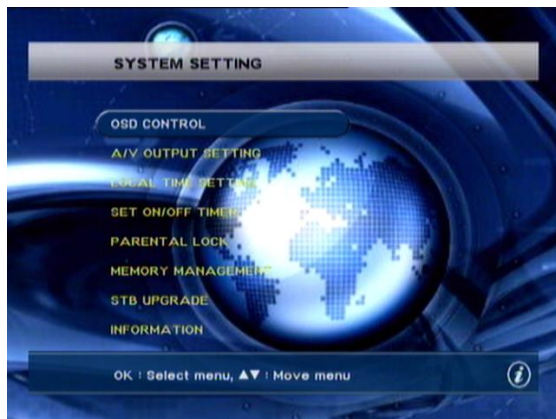 SYSTEM SETTING
OSD CONTROL
A/V OUTPUT SETTING
LOCAL TIME SETTING
SET ON/OFF TIMER
PARENTAL LOCK
MEMORY MANAGEMENT
STB UPGRADE
INFORMATION
OK : Select menu, ▲▼ : Move menu
i